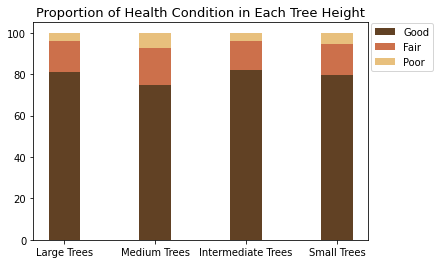 Proportion of Health Condition in Each Tree Height
100
80
60
40
20
0
Large Trees
Medium Trees
Intermediate Trees
Small Trees
Good
Fair
Poor